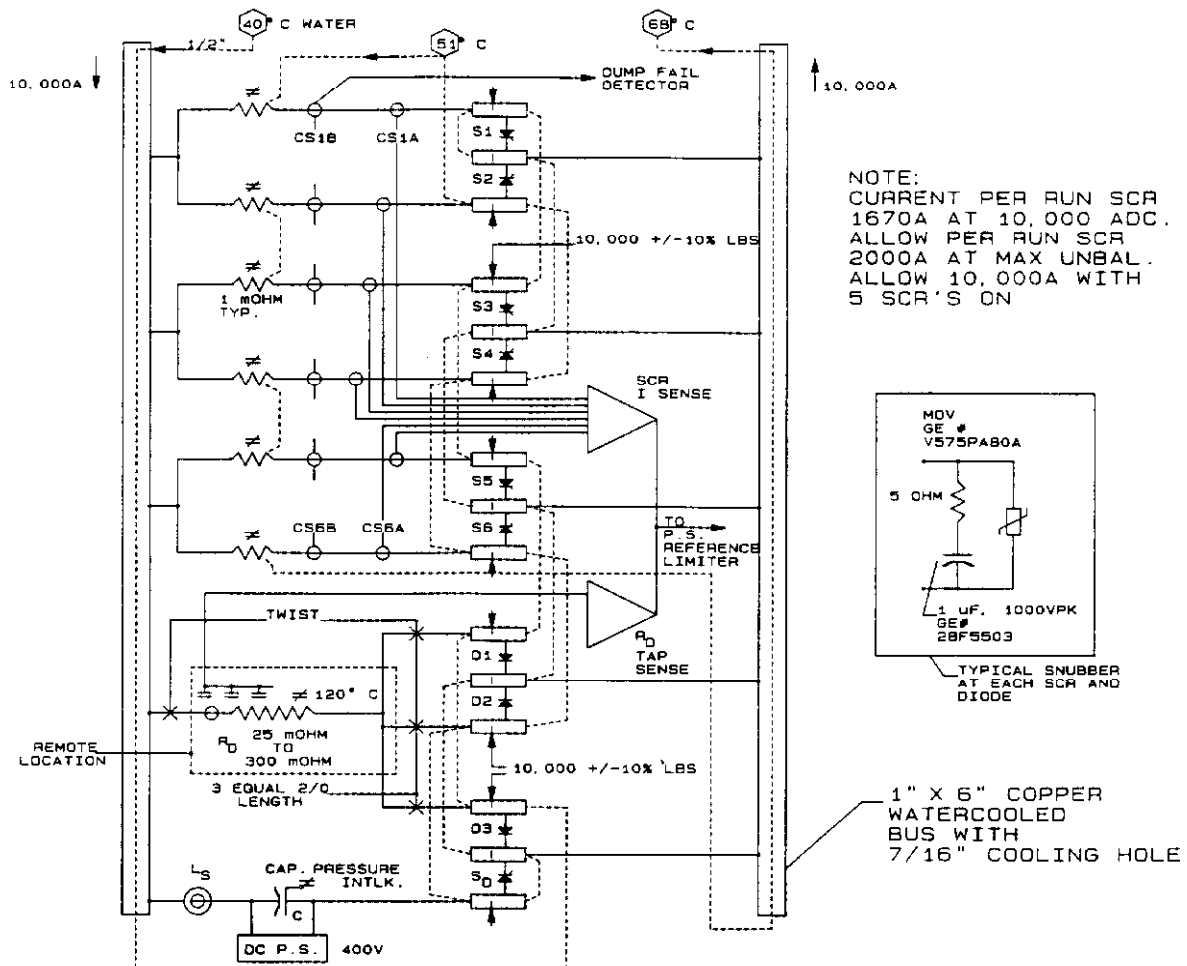 40° C WATER
1/2"
51° C
68° C
10,000A
10,000A
DUMP FAIL
DETECTOR
CS1B
CS1A
S1
S2
10,000 +/-10% LBS
1 mOHM
TYP.
S3
S4
NOTE:
CURRENT PER RUN SCR
1670A AT 10,000 ADC.
ALLOW PER RUN SCR
2000A AT MAX UNBAL.
ALLOW 10,000A WITH
5 SCR'S ON
SCR
I SENSE
MOV
GE #
V575PA80A
5 OHM
1 UF, 1000VPK
GE#
28F5503
TYPICAL SNUBBER
AT EACH SCR AND
DIODE
S5
S6
CS6B
CS6A
TO
P.S.
REFERENCE
LIMITER
TWIST
RD
TAP
SENSE
D1
D2
120° C
25 mOHM
TO
300 mOHM
RD
REMOTE
LOCATION
3 EQUAL 2/0
LENGTH
10,000 +/-10% LBS
D3
SD
1" X 6" COPPER
WATERCOOLED
BUS WITH
7/16" COOLING HOLE
LS
CAP. PRESSURE
INTLK.
C
DC P.S.
400V